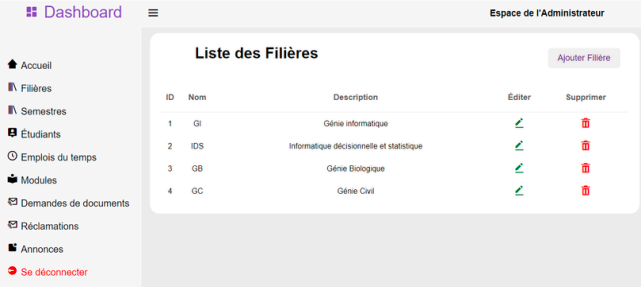 Dashboard
Espace de l'Administrateur
Accueil
Filières
Semestres
Étudiants
Emplois du temps
Modules
Demandes de documents
Réclamations
Annonces
Se déconnecter
Liste des Filières
Ajouter Filière
ID Nom Description Éditer Supprimer
1 GI Génie informatique
2 IDS Informatique décisionnelle et statistique
3 GB Génie Biologique
4 GC Génie Civil